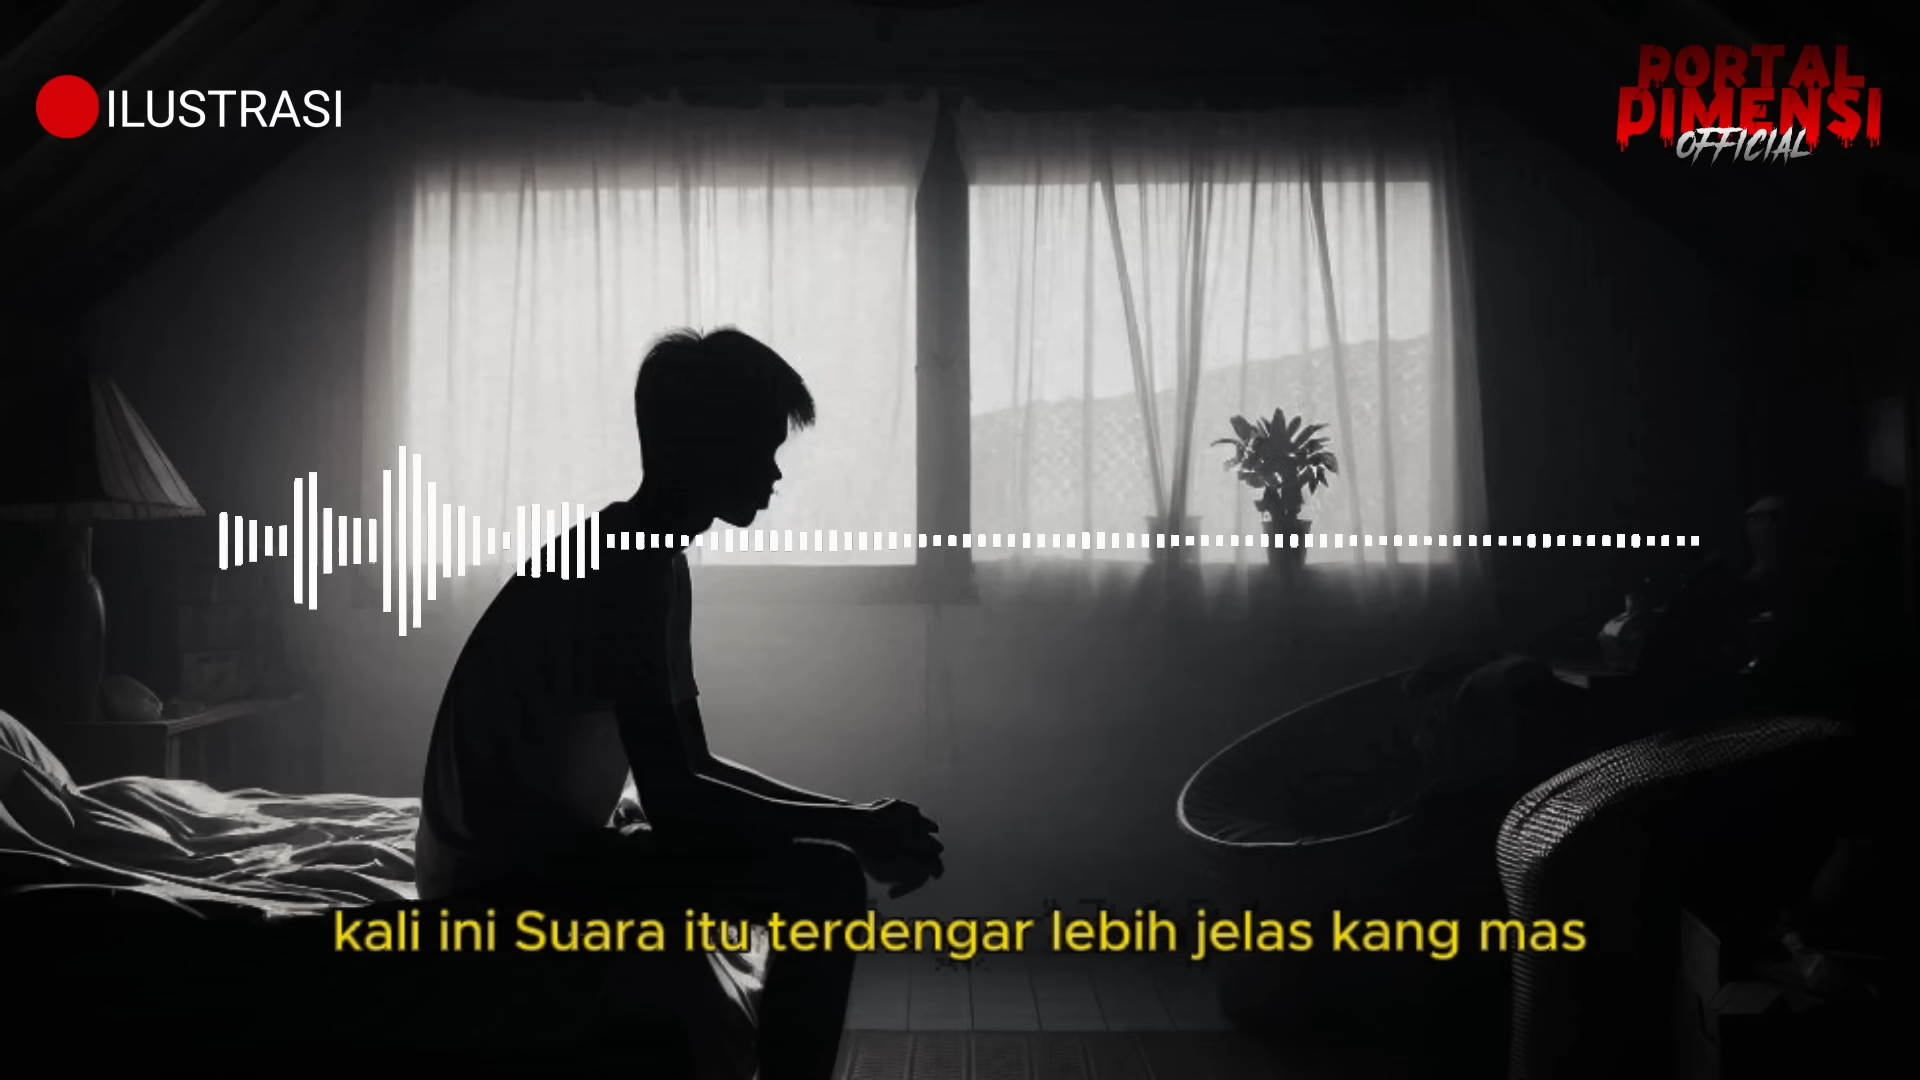 ILUSTRASI
PORTAL
DIMENSI
OFFICIAL
kali ini Suara itu terdengar lebih jelas kang mas